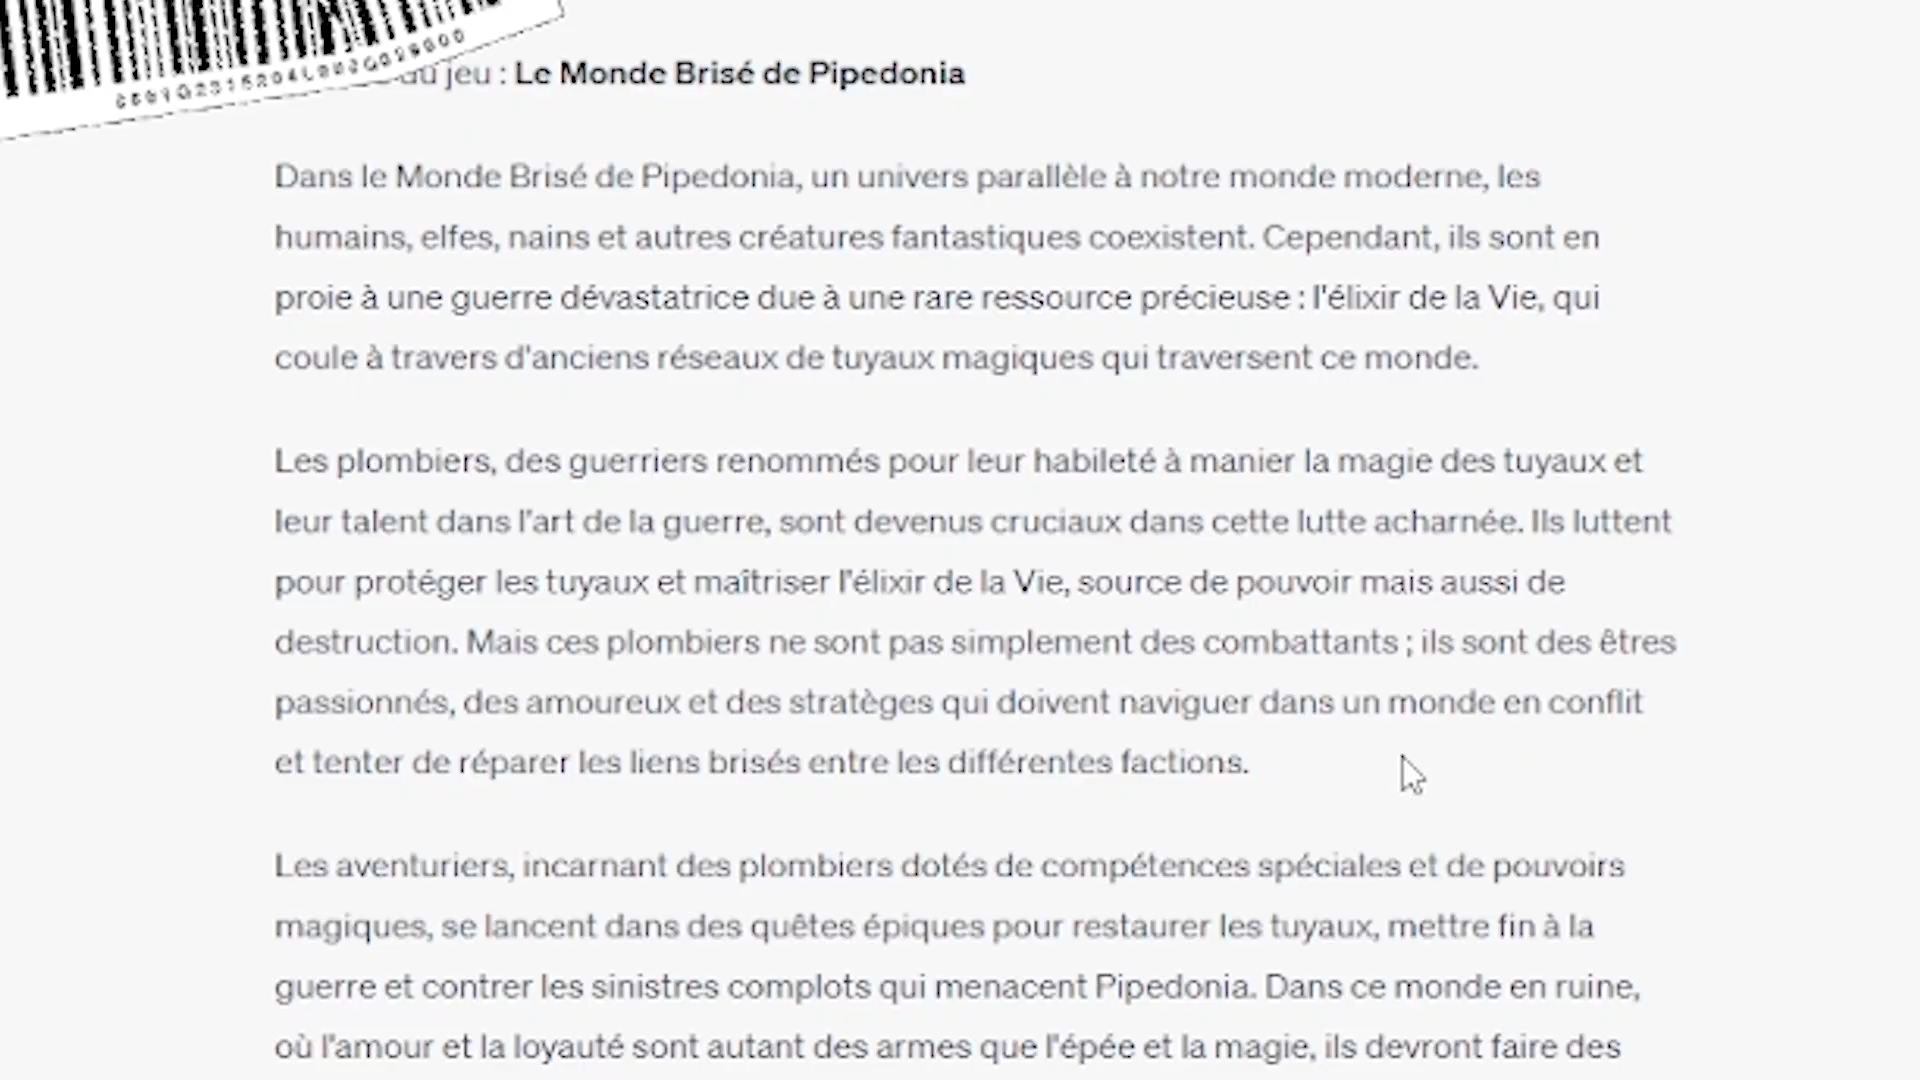 du jeu : Le Monde Brisé de Pipedonia
Dans le Monde Brisé de Pipedonia, un univers parallèle à notre monde moderne, les
humains, elfes, nains et autres créatures fantastiques coexistent. Cependant, ils sont en
proie à une guerre dévastatrice due à une rare ressource précieuse : l'élixir de la Vie, qui
coule à travers d'anciens réseaux de tuyaux magiques qui traversent ce monde.
Les plombiers, des guerriers renommés pour leur habileté à manier la magie des tuyaux et
leur talent dans l'art de la guerre, sont devenus cruciaux dans cette lutte acharnée. Ils luttent
pour protéger les tuyaux et maîtriser l'élixir de la Vie, source de pouvoir mais aussi de
destruction. Mais ces plombiers ne sont pas simplement des combattants ; ils sont des êtres
passionnés, des amoureux et des stratèges qui doivent naviguer dans un monde en conflit
et tenter de réparer les liens brisés entre les différentes factions.
Les aventuriers, incarnant des plombiers dotés de compétences spéciales et de pouvoirs
magiques, se lancent dans des quêtes épiques pour restaurer les tuyaux, mettre fin à la
guerre et contrer les sinistres complots qui menacent Pipedonia. Dans ce monde en ruine,
où l'amour et la loyauté sont autant des armes que l'épée et la magie, ils devront faire des